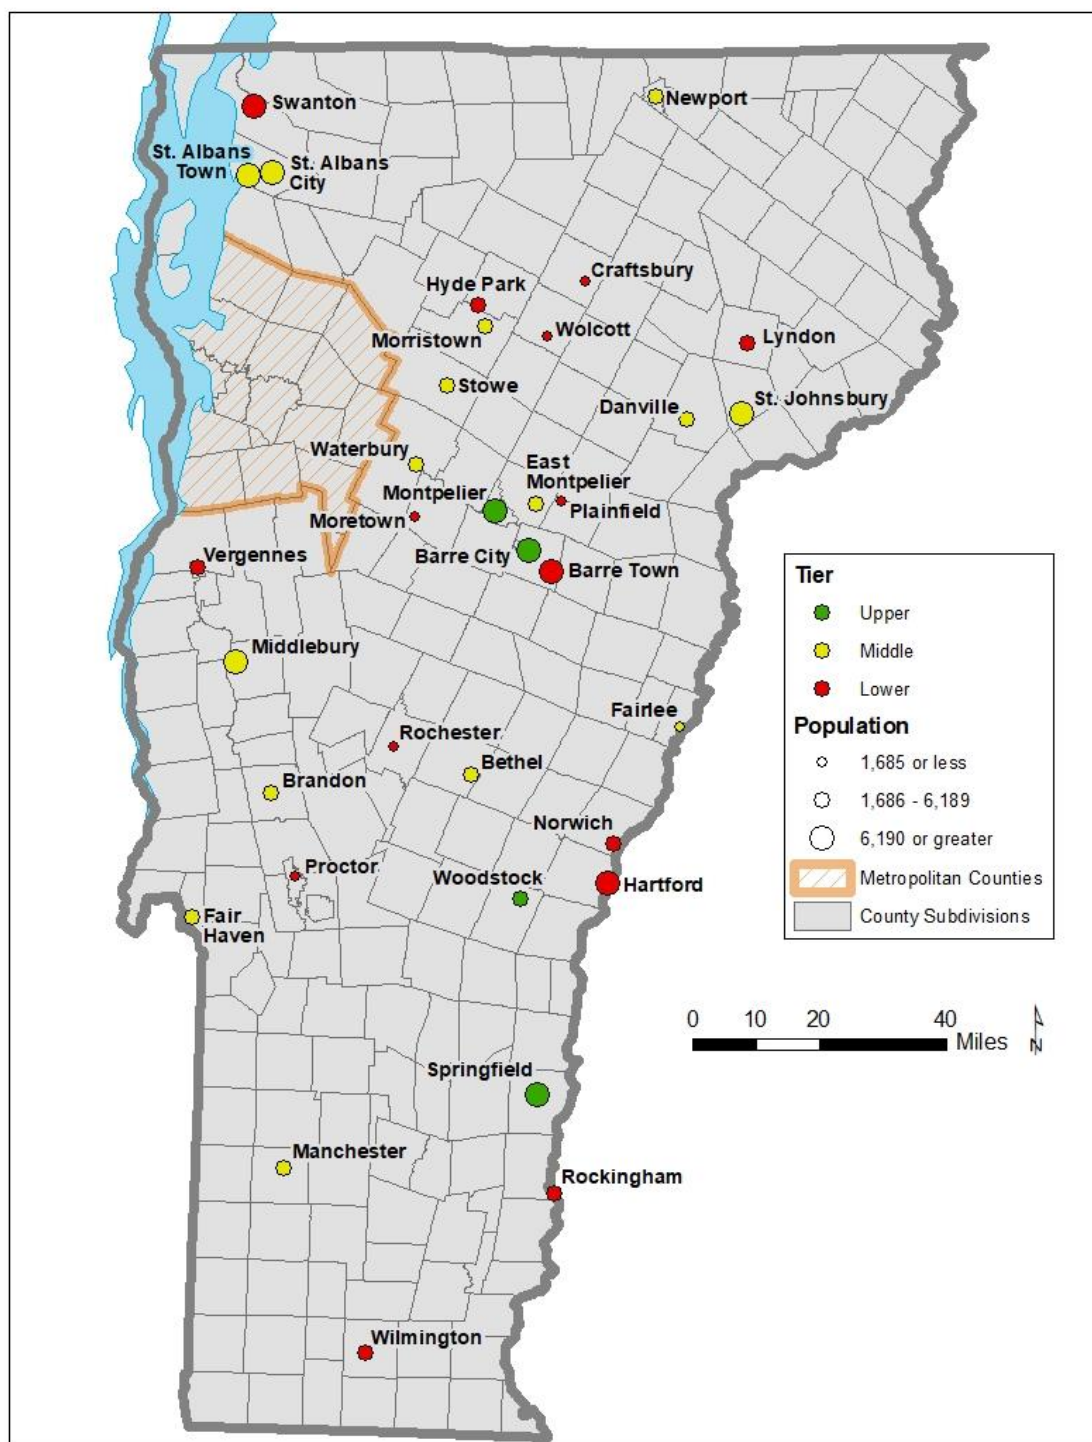 Swanton
Newport
St. Albans
Town
St. Albans
City
Craftsbury
Hyde Park
Morristown
Wolcott
Lyndon
Stowe
Danville
St. Johnsbury
Waterbury
East
Montpelier
Montpelier
Plainfield
Moretown
Barre City
Barre Town
Vergennes
Middlebury
Fairlee
Rochester
Bethel
Brandon
Norwich
Proctor
Woodstock
Hartford
Fair
Haven
Springfield
Manchester
Rockingham
Wilmington
Tier
Upper
Middle
Lower
Population
1,685 or less
1,686 - 6,189
6,190 or greater
Metropolitan Counties
County Subdivisions
0 10 20 40
Miles
N